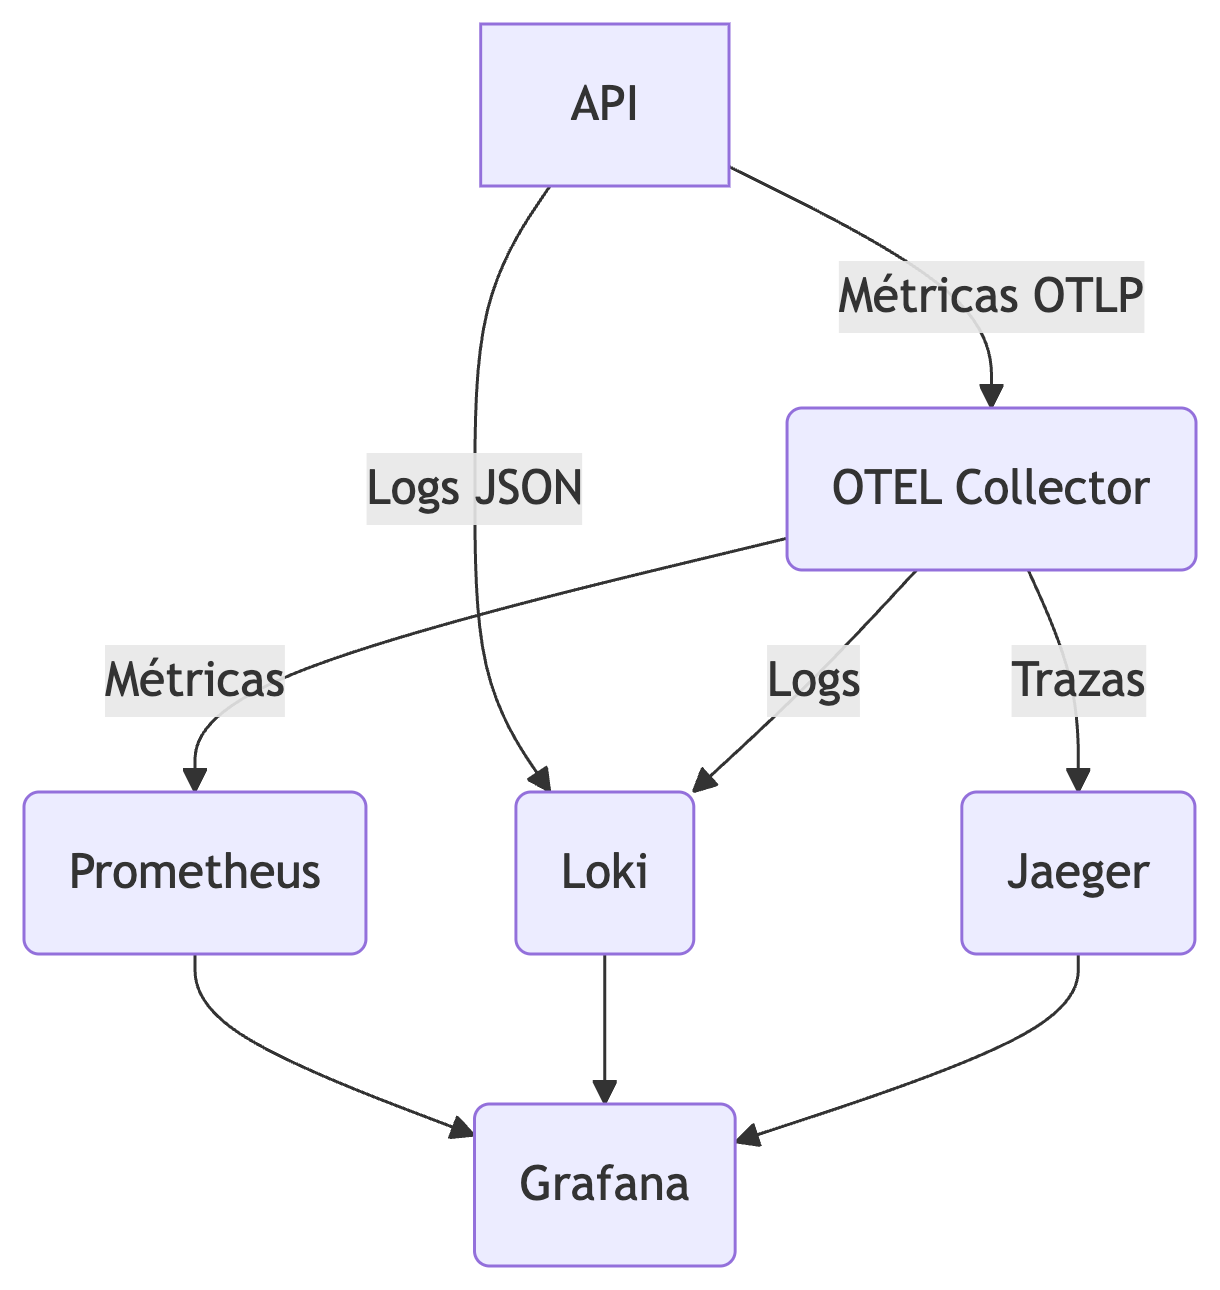 API
Métricas OTLP
Logs JSON
OTEL Collector
Métricas
Logs
Trazas
Prometheus
Loki
Jaeger
Grafana